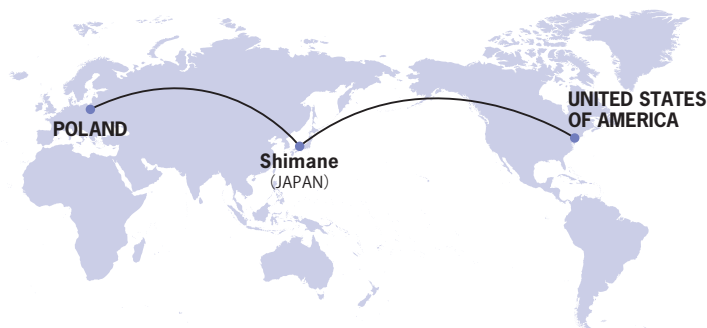 POLAND
Shimane
(JAPAN)
UNITED STATES
OF AMERICA